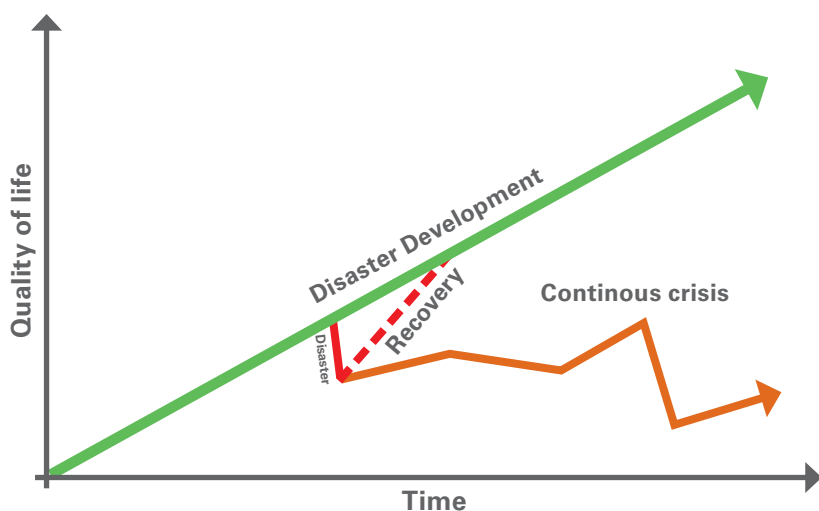 Quality of life
Disaster Development
Disaster
Recovery
Continous crisis
Time